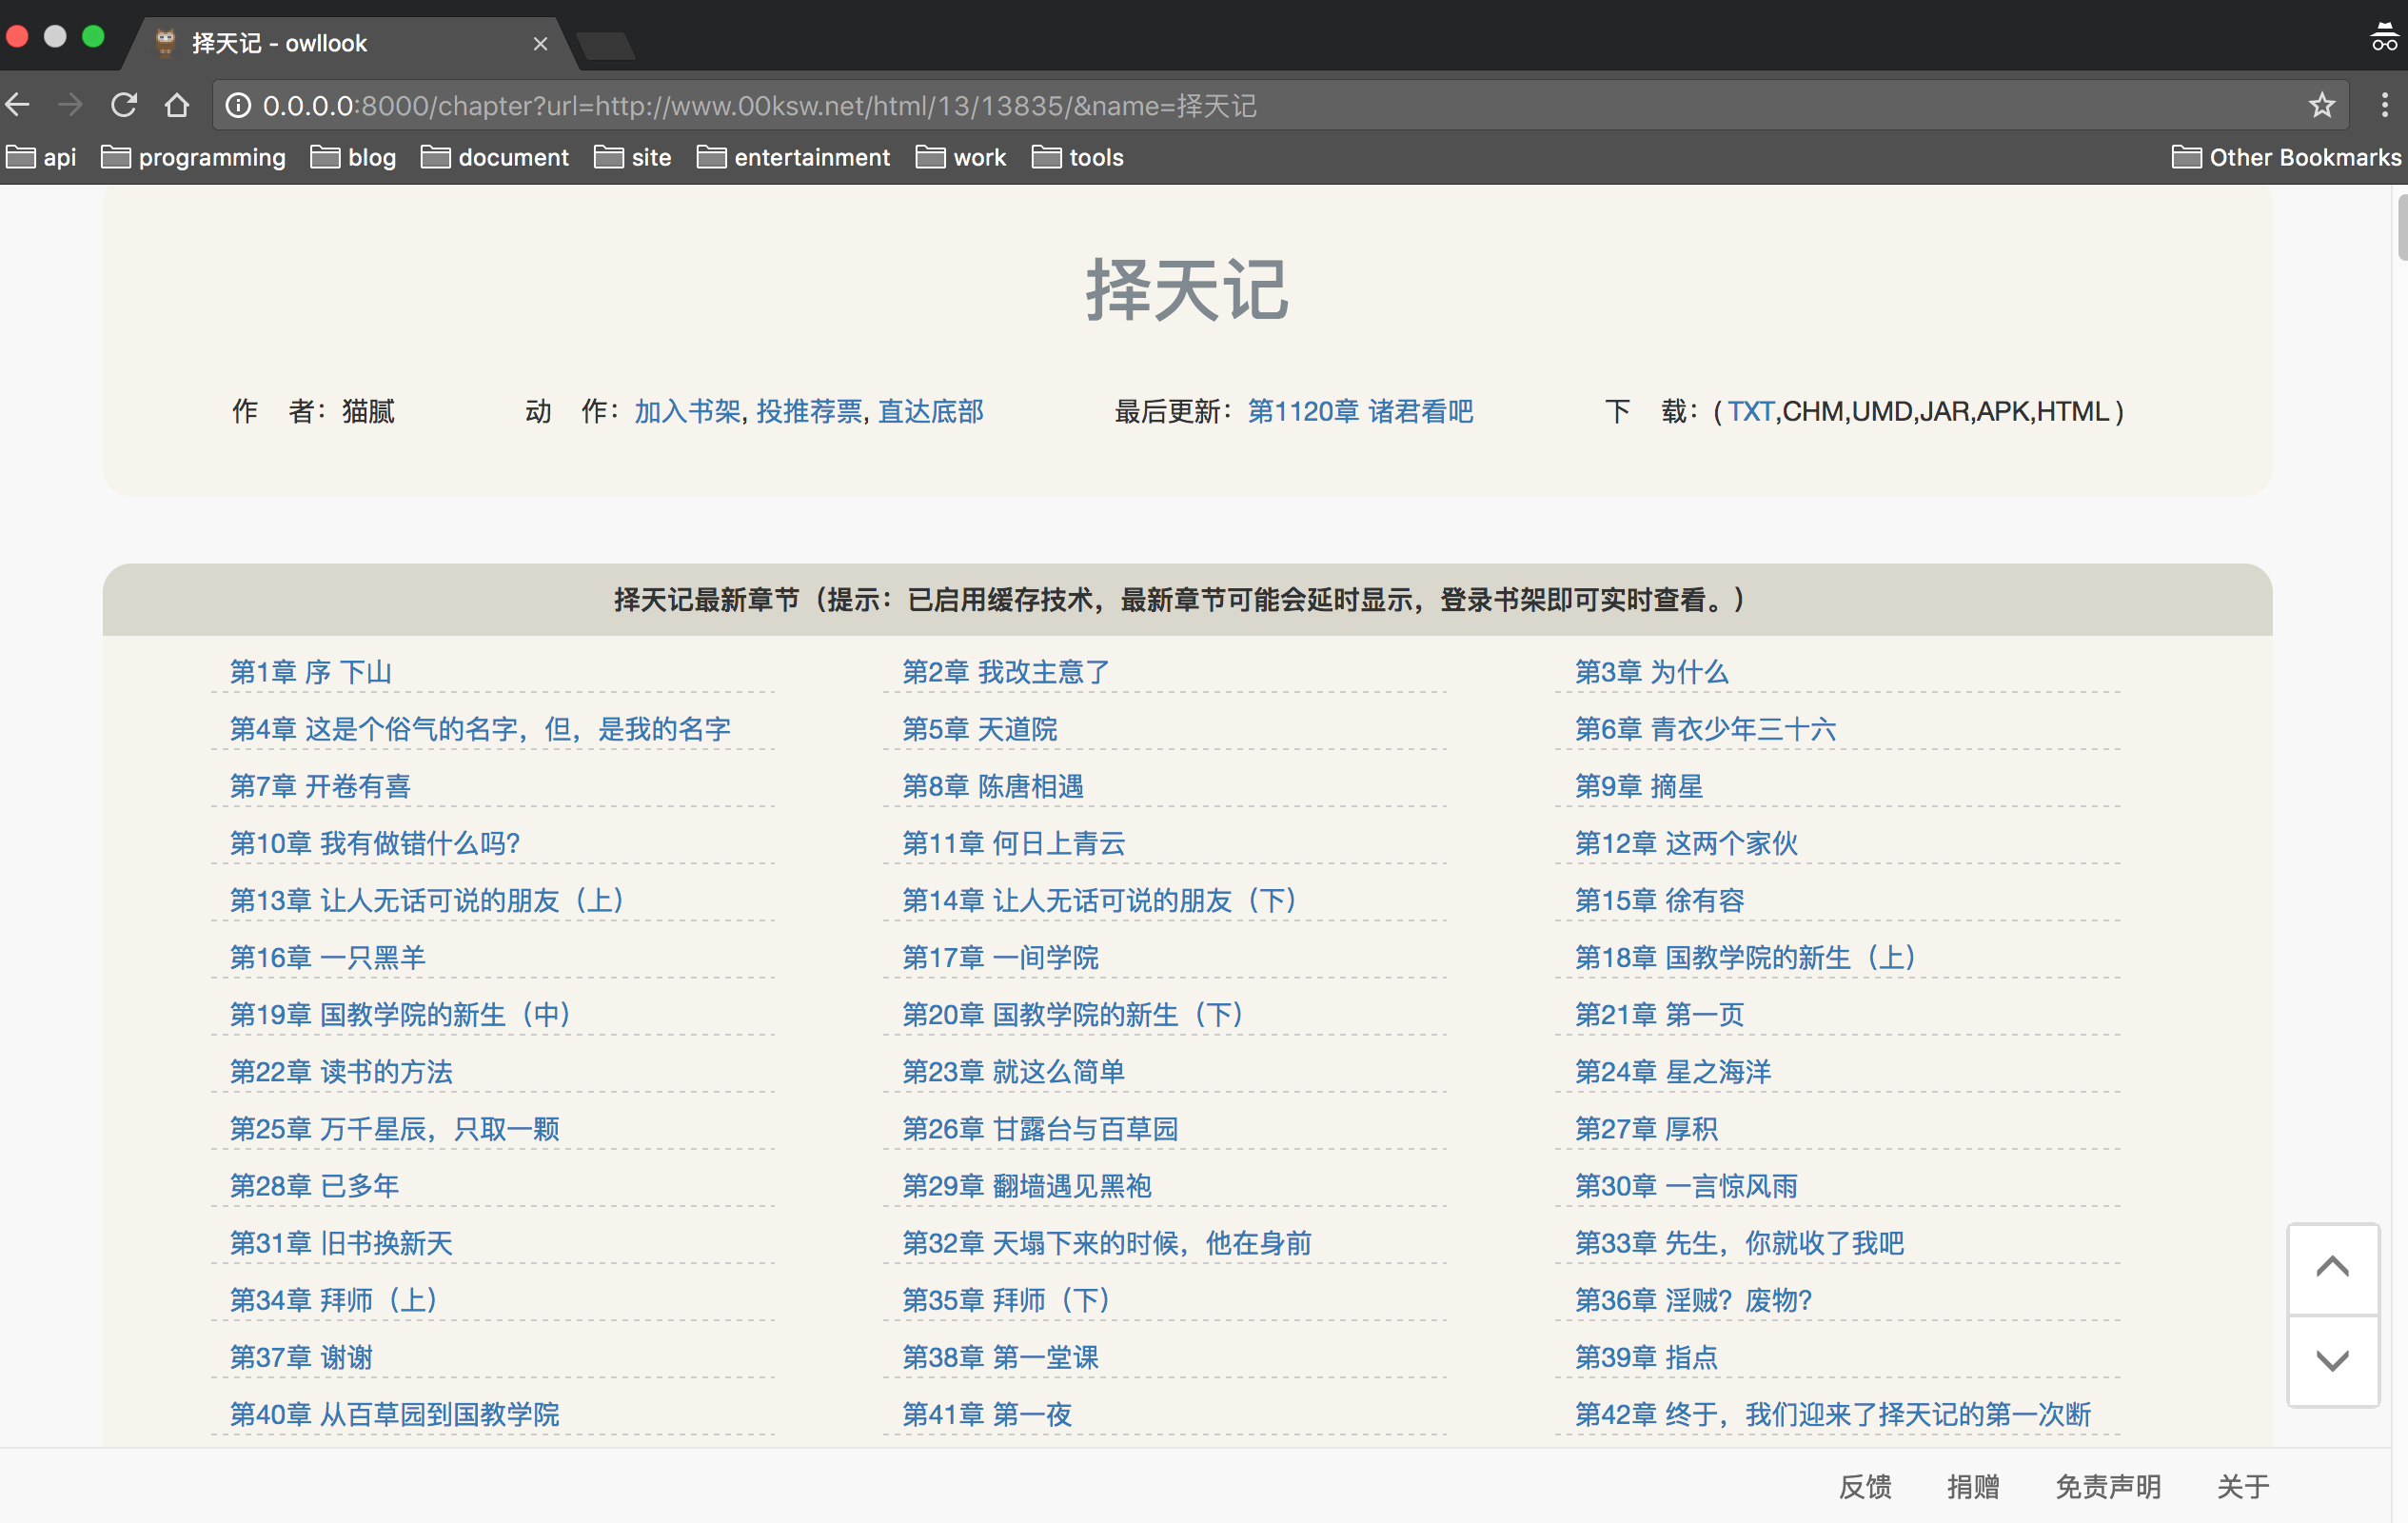 择天记 - owllook
0.0.0.0:8000/chapter?url=http://www.00ksw.net/html/13/13835/&name=择天记
api programming blog document site entertainment work tools Other Bookmarks
择天记
作 者：猫腻 动 作：加入书架, 投推荐票, 直达底部 最后更新：第1120章 诸君看吧 下 载：( TXT,CHM,UMD,JAR,APK,HTML )
择天记最新章节（提示：已启用缓存技术，最新章节可能会延时显示，登录书架即可实时查看。）
第1章 序 下山 第2章 我改主意了 第3章 为什么
第4章 这是个俗气的名字，但，是我的名字 第5章 天道院 第6章 青衣少年三十六
第7章 开卷有喜 第8章 陈唐相遇 第9章 摘星
第10章 我有做错什么吗? 第11章 何日上青云 第12章 这两个家伙
第13章 让人无话可说的朋友（上） 第14章 让人无话可说的朋友（下） 第15章 徐有容
第16章 一只黑羊 第17章 一间学院 第18章 国教学院的新生（上）
第19章 国教学院的新生（中） 第20章 国教学院的新生（下） 第21章 第一页
第22章 读书的方法 第23章 就这么简单 第24章 星之海洋
第25章 万千星辰，只取一颗 第26章 甘露台与百草园 第27章 厚积
第28章 已多年 第29章 翻墙遇见黑袍 第30章 一言惊风雨
第31章 旧书换新天 第32章 天塌下来的时候，他在身前 第33章 先生，你就收了我吧
第34章 拜师（上） 第35章 拜师（下） 第36章 淫贼？废物?
第37章 谢谢 第38章 第一堂课 第39章 指点
第40章 从百草园到国教学院 第41章 第一夜 第42章 终于，我们迎来了择天记的第一次断
反馈 捐赠 免责声明 关于